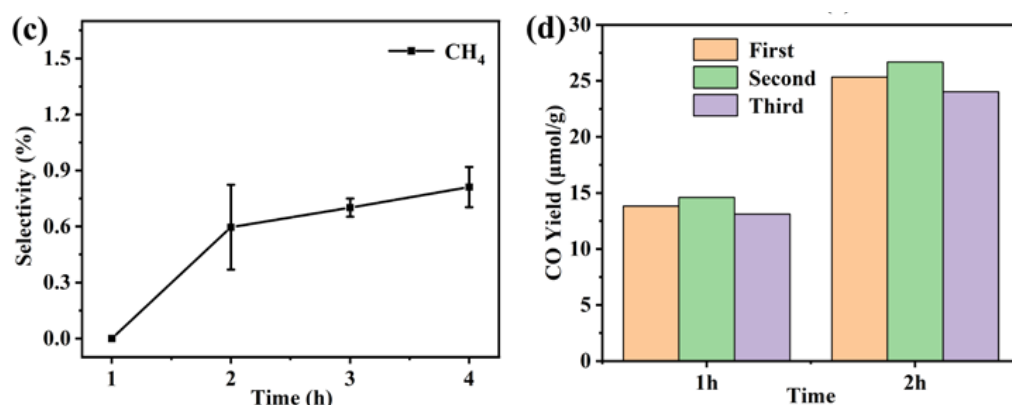 (c)
CH₄
Selectivity (%)
1.5
1.2
0.9
0.6
0.3
0.0
1 2 3 4
Time (h)
(d)
First
Second
Third
CO Yield (μmol/g)
30
25
20
15
10
5
0
1h 2h
Time